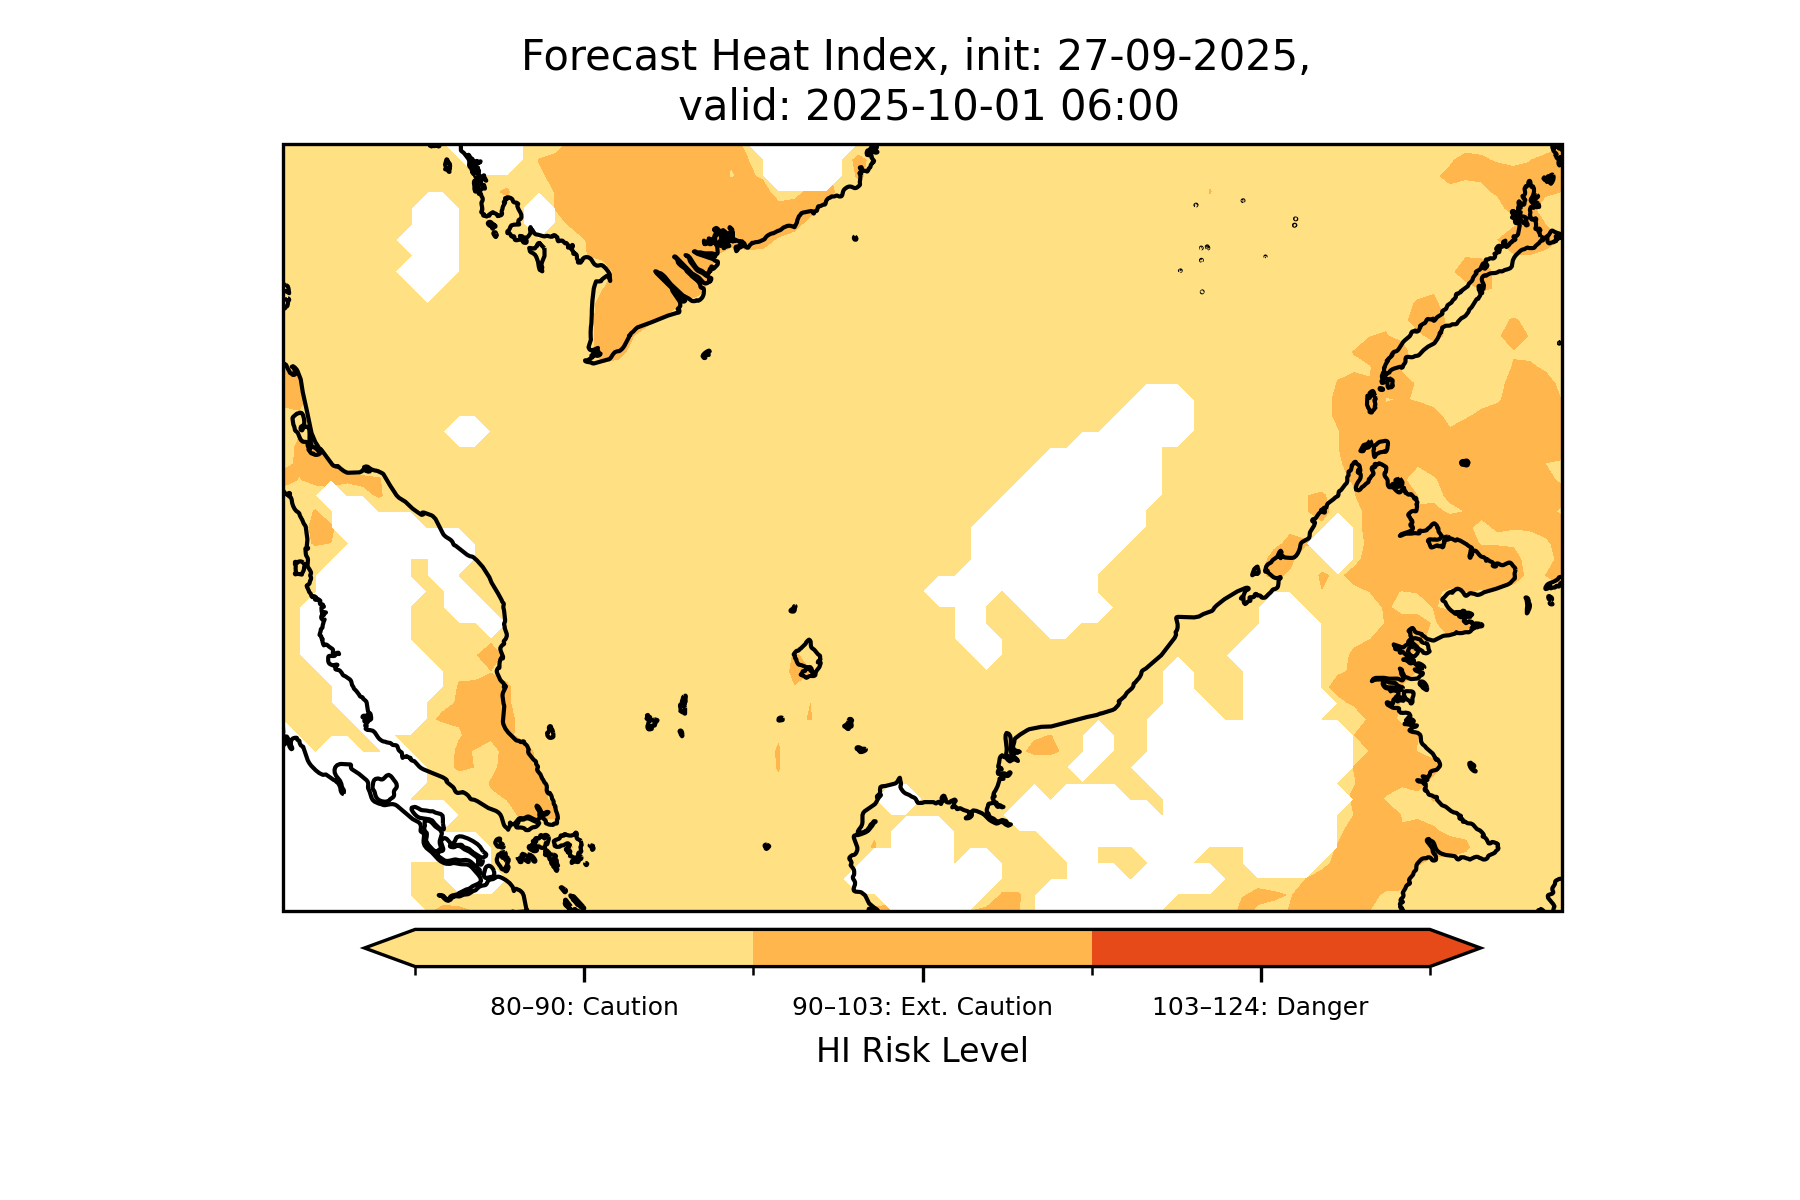 Forecast Heat Index, init: 27-09-2025,
valid: 2025-10-01 06:00
80–90: Caution
90–103: Ext. Caution
103–124: Danger
HI Risk Level